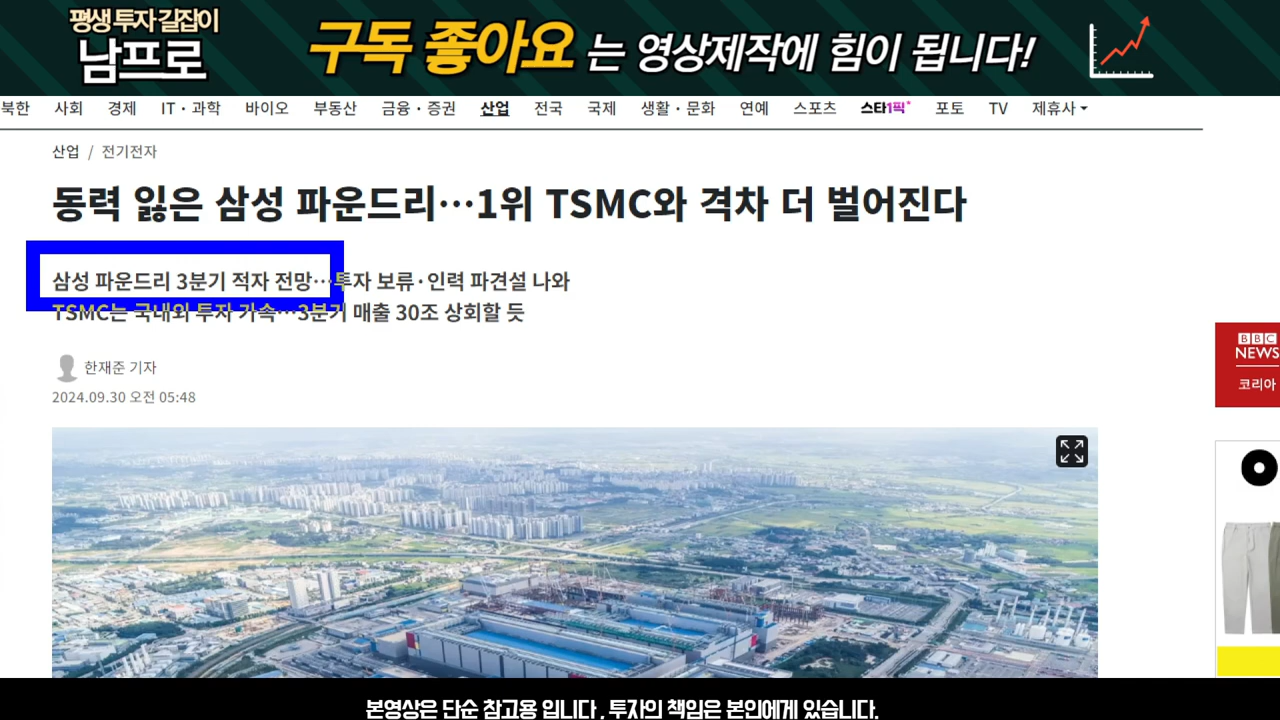 평생 투자 길잡이
남프로
구독 좋아요 는 영상제작에 힘이 됩니다!
북한 사회 경제 IT·과학 바이오 부동산 금융·증권 산업 전국 국제 생활·문화 연예 스포츠 스타1픽 포토 TV 제휴사
산업 / 전기전자
동력 잃은 삼성 파운드리…1위 TSMC와 격차 더 벌어진다
삼성 파운드리 3분기 적자 전망…투자 보류·인력 파견설 나와
TSMC는 국내외 투자 가속…3분기 매출 30조 상회할 듯
한재준 기자
2024.09.30 오전 05:48
BBC
NEWS
코리아
본영상은 단순 참고용 입니다, 투자의 책임은 본인에게 있습니다.